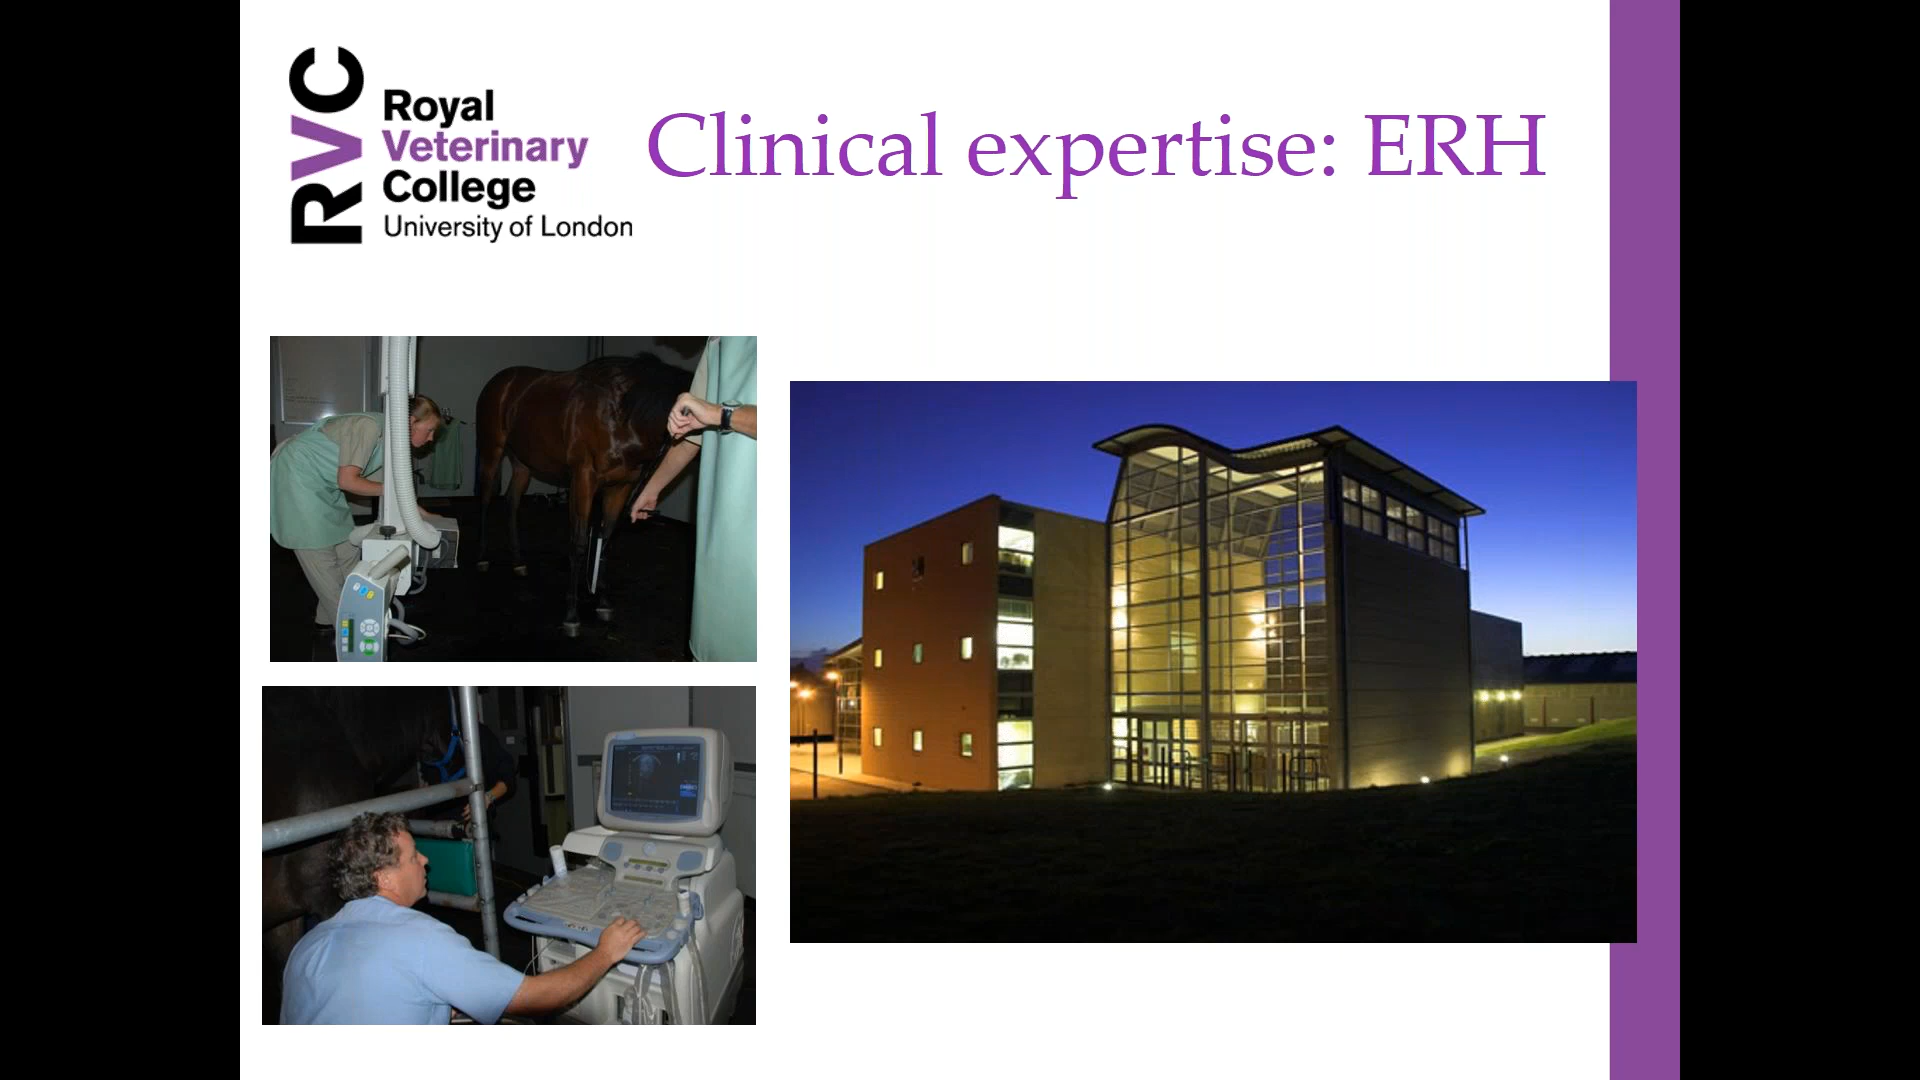 RVC
Royal
Veterinary
College
University of London
Clinical expertise: ERH